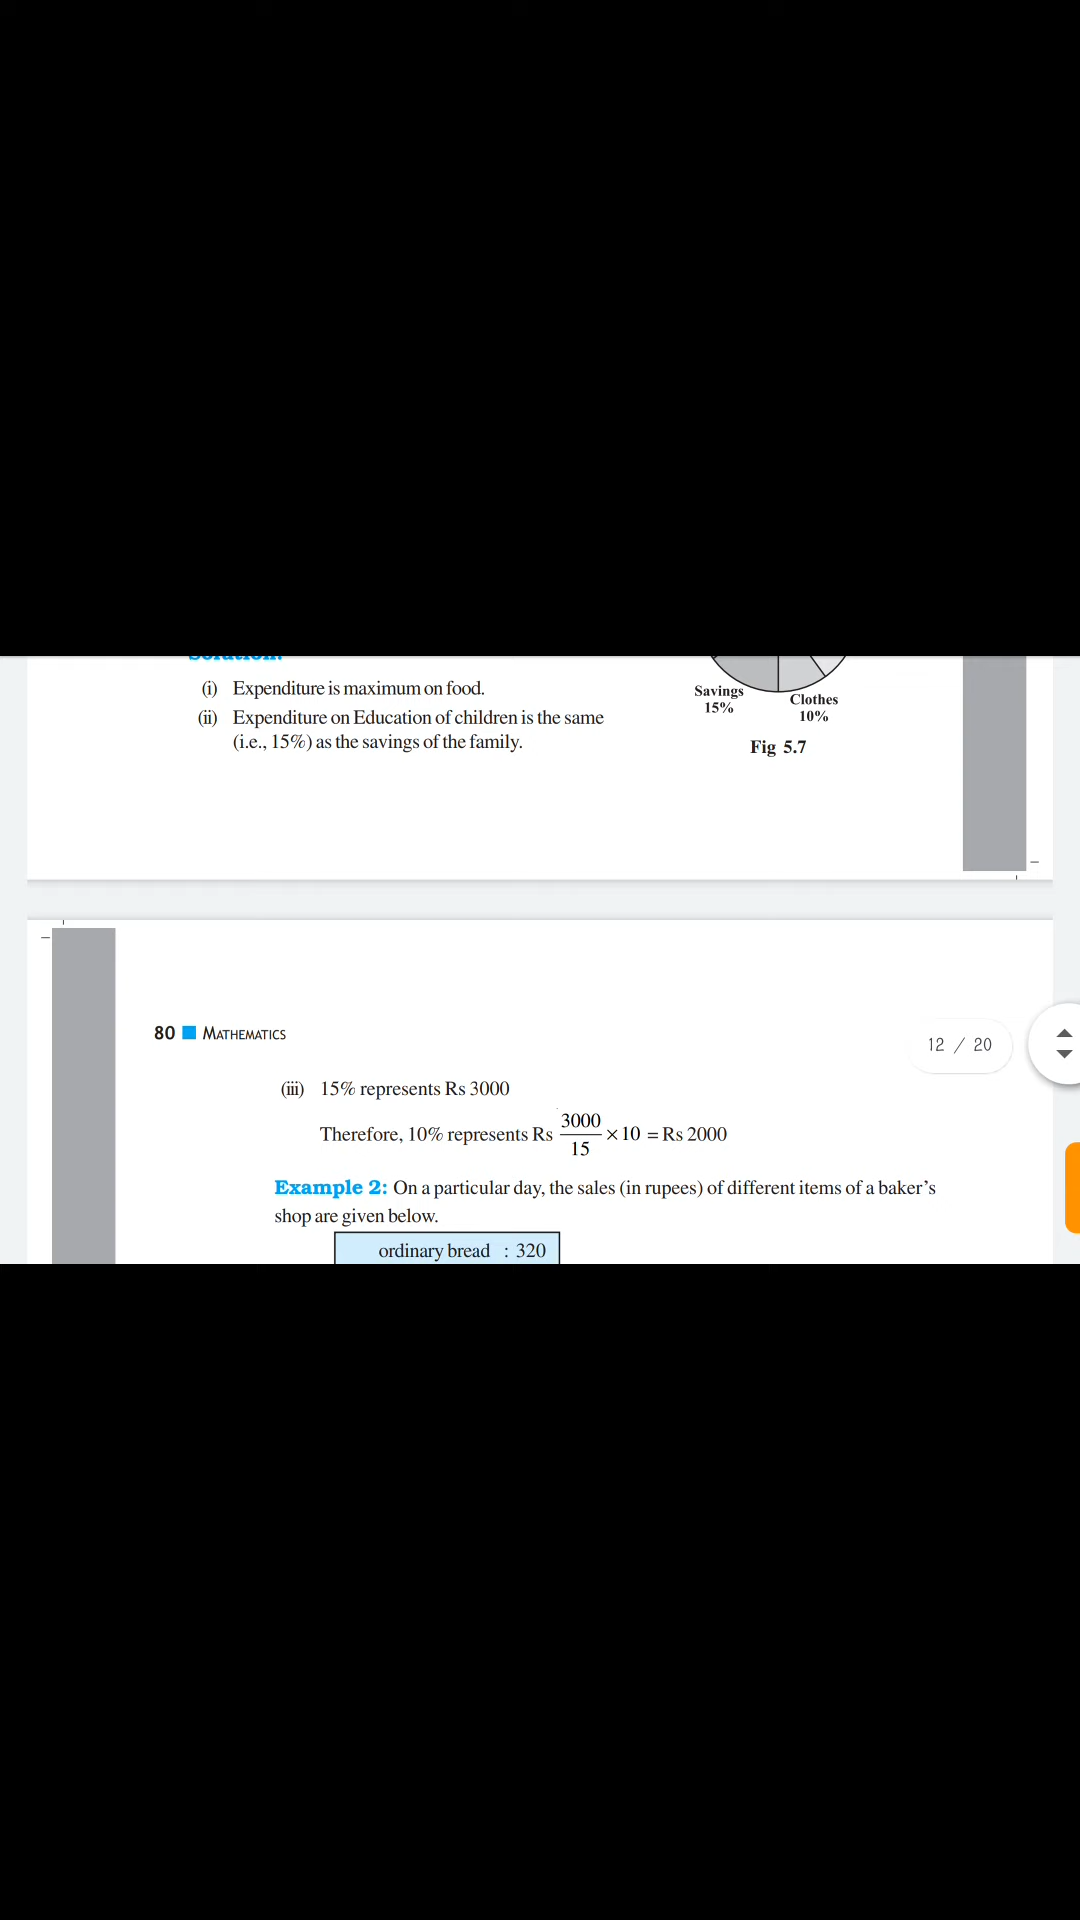 Solution:
(i) Expenditure is maximum on food.
(ii) Expenditure on Education of children is the same
(i.e., 15%) as the savings of the family.
Savings
15%
Clothes
10%
Fig 5.7
80 MATHEMATICS
12 / 20
(iii) 15% represents Rs 3000
Therefore, 10% represents Rs 3000/15 × 10 = Rs 2000
Example 2: On a particular day, the sales (in rupees) of different items of a baker’s
shop are given below.
ordinary bread : 320